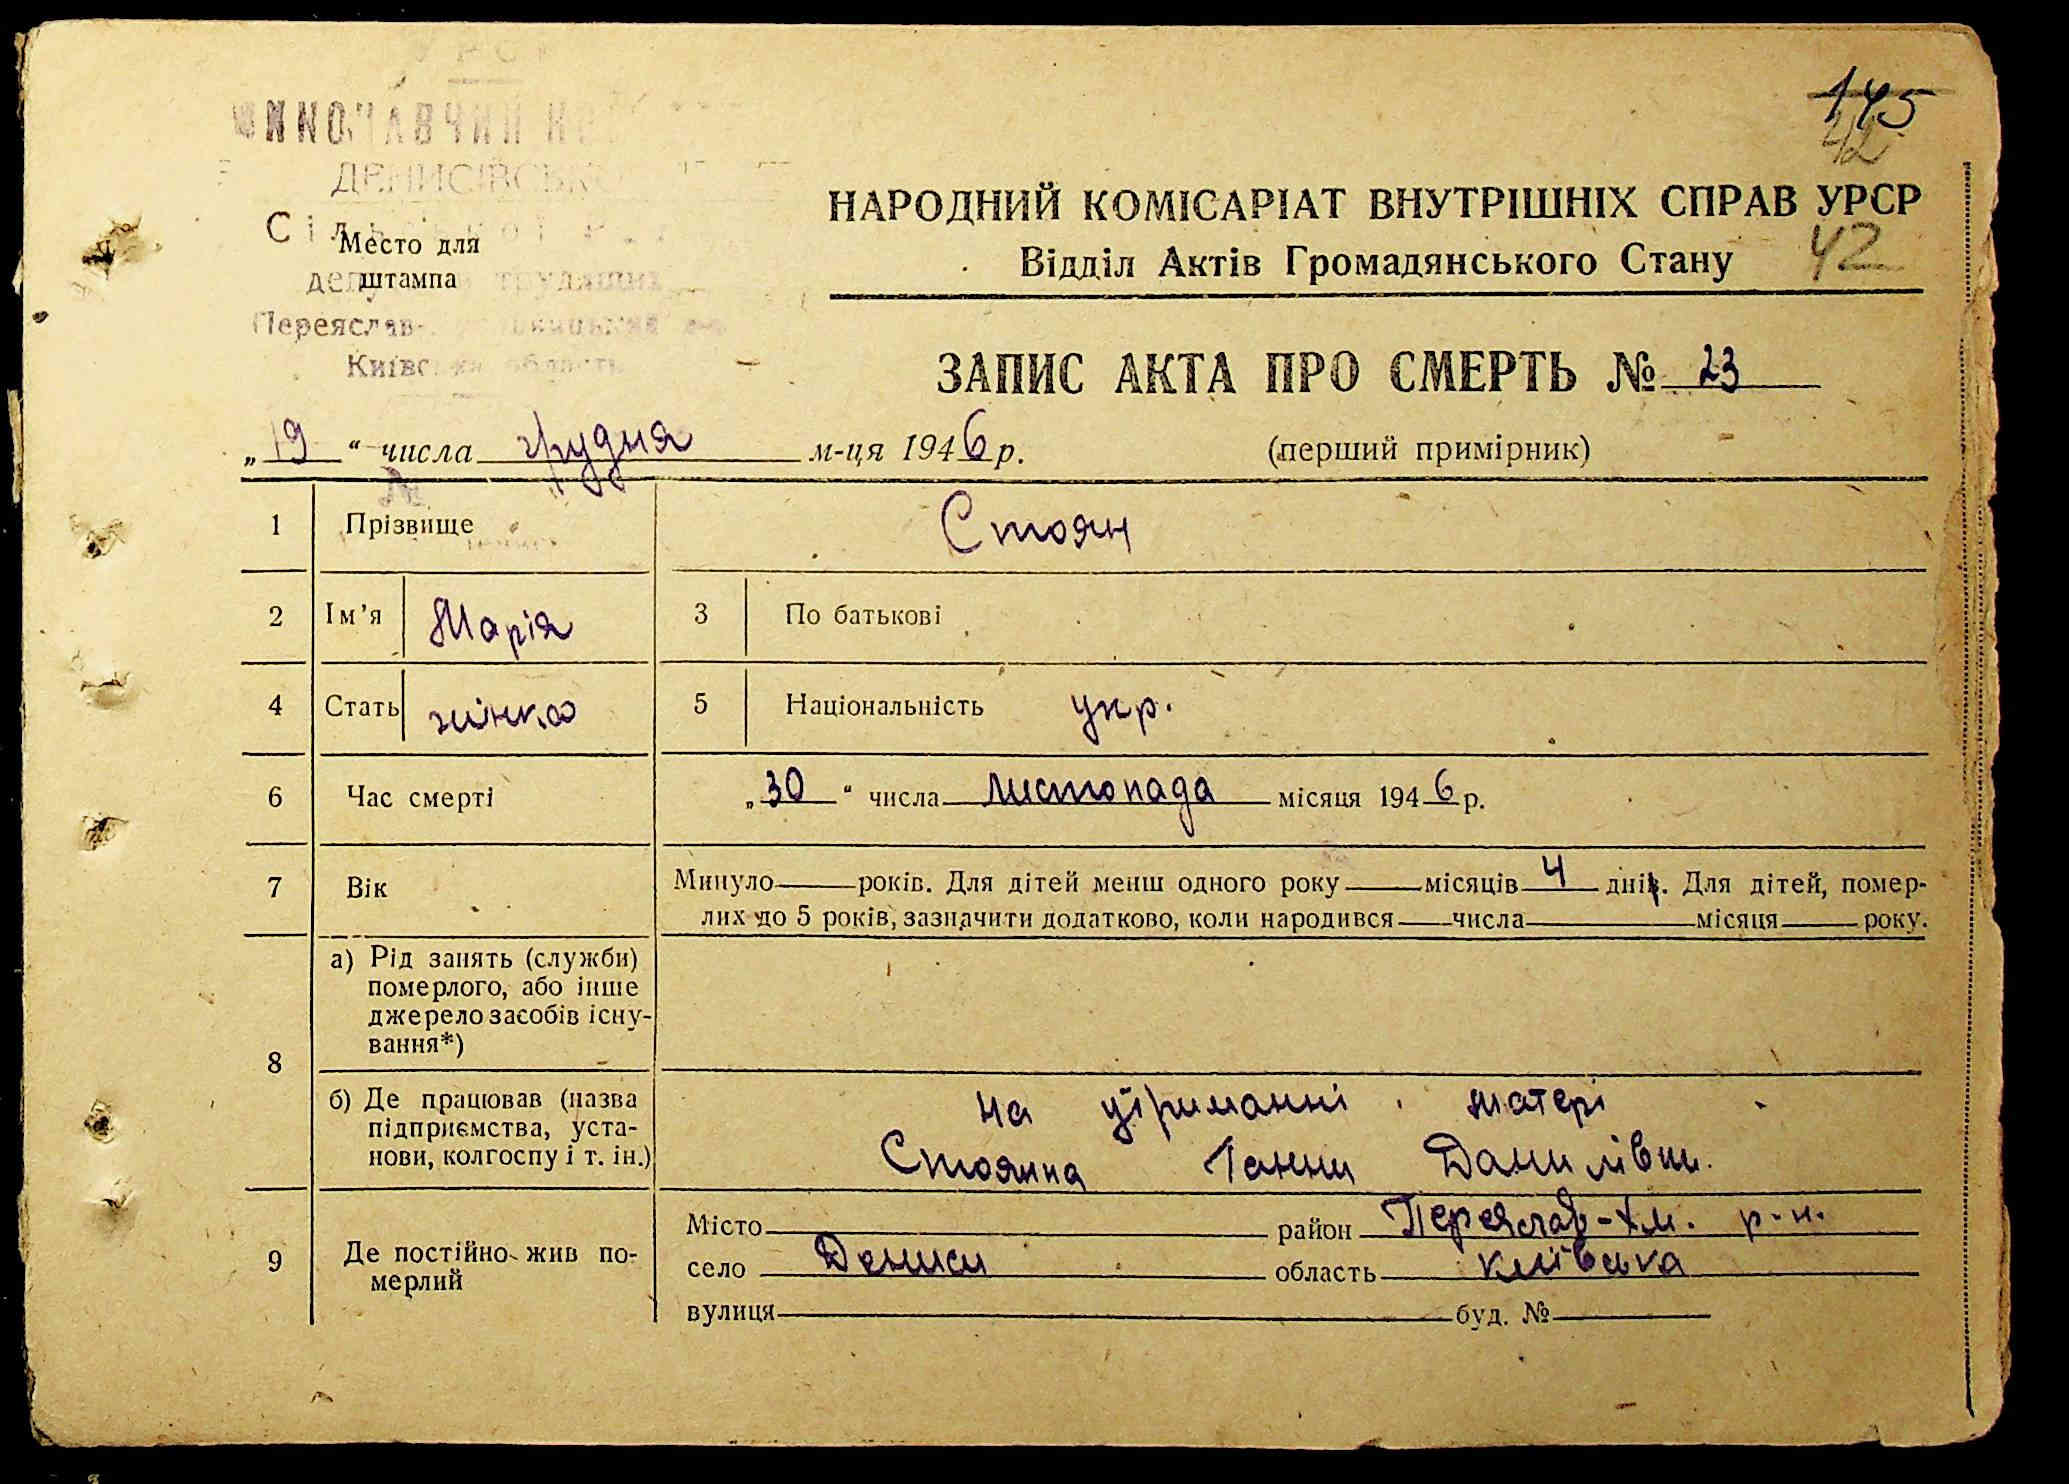 145
42
ДЕНИСІВСЬКО
Место для
штампа
Переяслав-
Київська область
НАРОДНИЙ КОМІСАРІАТ ВНУТРІШНІХ СПРАВ УРСР
Відділ Актів Громадянського Стану 42
ЗАПИС АКТА ПРО СМЕРТЬ № 23
„19“ числа грудня м-ця 1946 р. (перший примірник)
1 Прізвище Стоян
2 Ім'я Марія 3 По батькові
4 Стать жінка 5 Національність укр.
6 Час смерті „30“ числа листопада місяця 1946 р.
7 Вік Минуло років. Для дітей менш одного року місяців 4 днів. Для дітей, помер-
лих до 5 років, зазначити додатково, коли народився числа місяця року.
8 а) Рід занять (служби)
померлого, або інше
джерело засобів існу-
вання*)
б) Де працював (назва
підприємства, уста-
нови, колгоспу і т. ін.)
на утриманні матері
Стояна Ганни Данилівни.
9 Де постійно жив по-
мерлий
Місто район Переяслав-Хм. р-н.
село Дениси область київська
вулиця буд. №